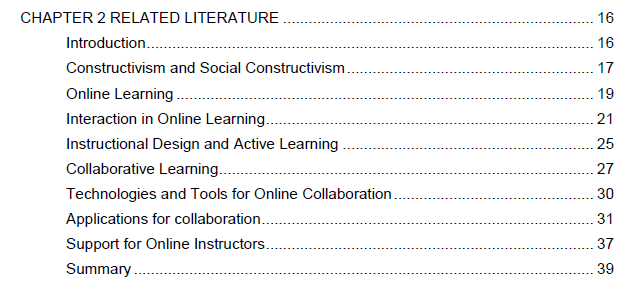 CHAPTER 2 RELATED LITERATURE ........................................................................... 16
Introduction............................................................................................................ 16
Constructivism and Social Constructivism............................................................ 17
Online Learning ..................................................................................................... 19
Interaction in Online Learning................................................................................ 21
Instructional Design and Active Learning ............................................................. 25
Collaborative Learning........................................................................................... 27
Technologies and Tools for Online Collaboration................................................. 30
Applications for collaboration................................................................................. 31
Support for Online Instructors................................................................................ 37
Summary ............................................................................................................... 39